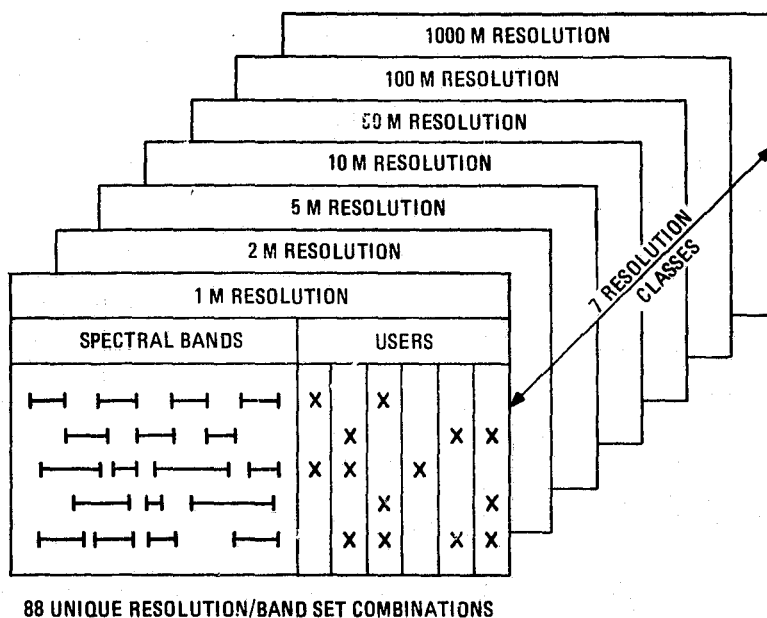 1000 M RESOLUTION
100 M RESOLUTION
M RESOLUTION
10 M RESOLUTION
5 M RESOLUTION
2 M RESOLUTION
1 M RESOLUTION
7 RESOLUTION
CLASSES
SPECTRAL BANDS USERS
X X
X X X
X X X
X X
X X X X
88 UNIQUE RESOLUTION/BAND SET COMBINATIONS